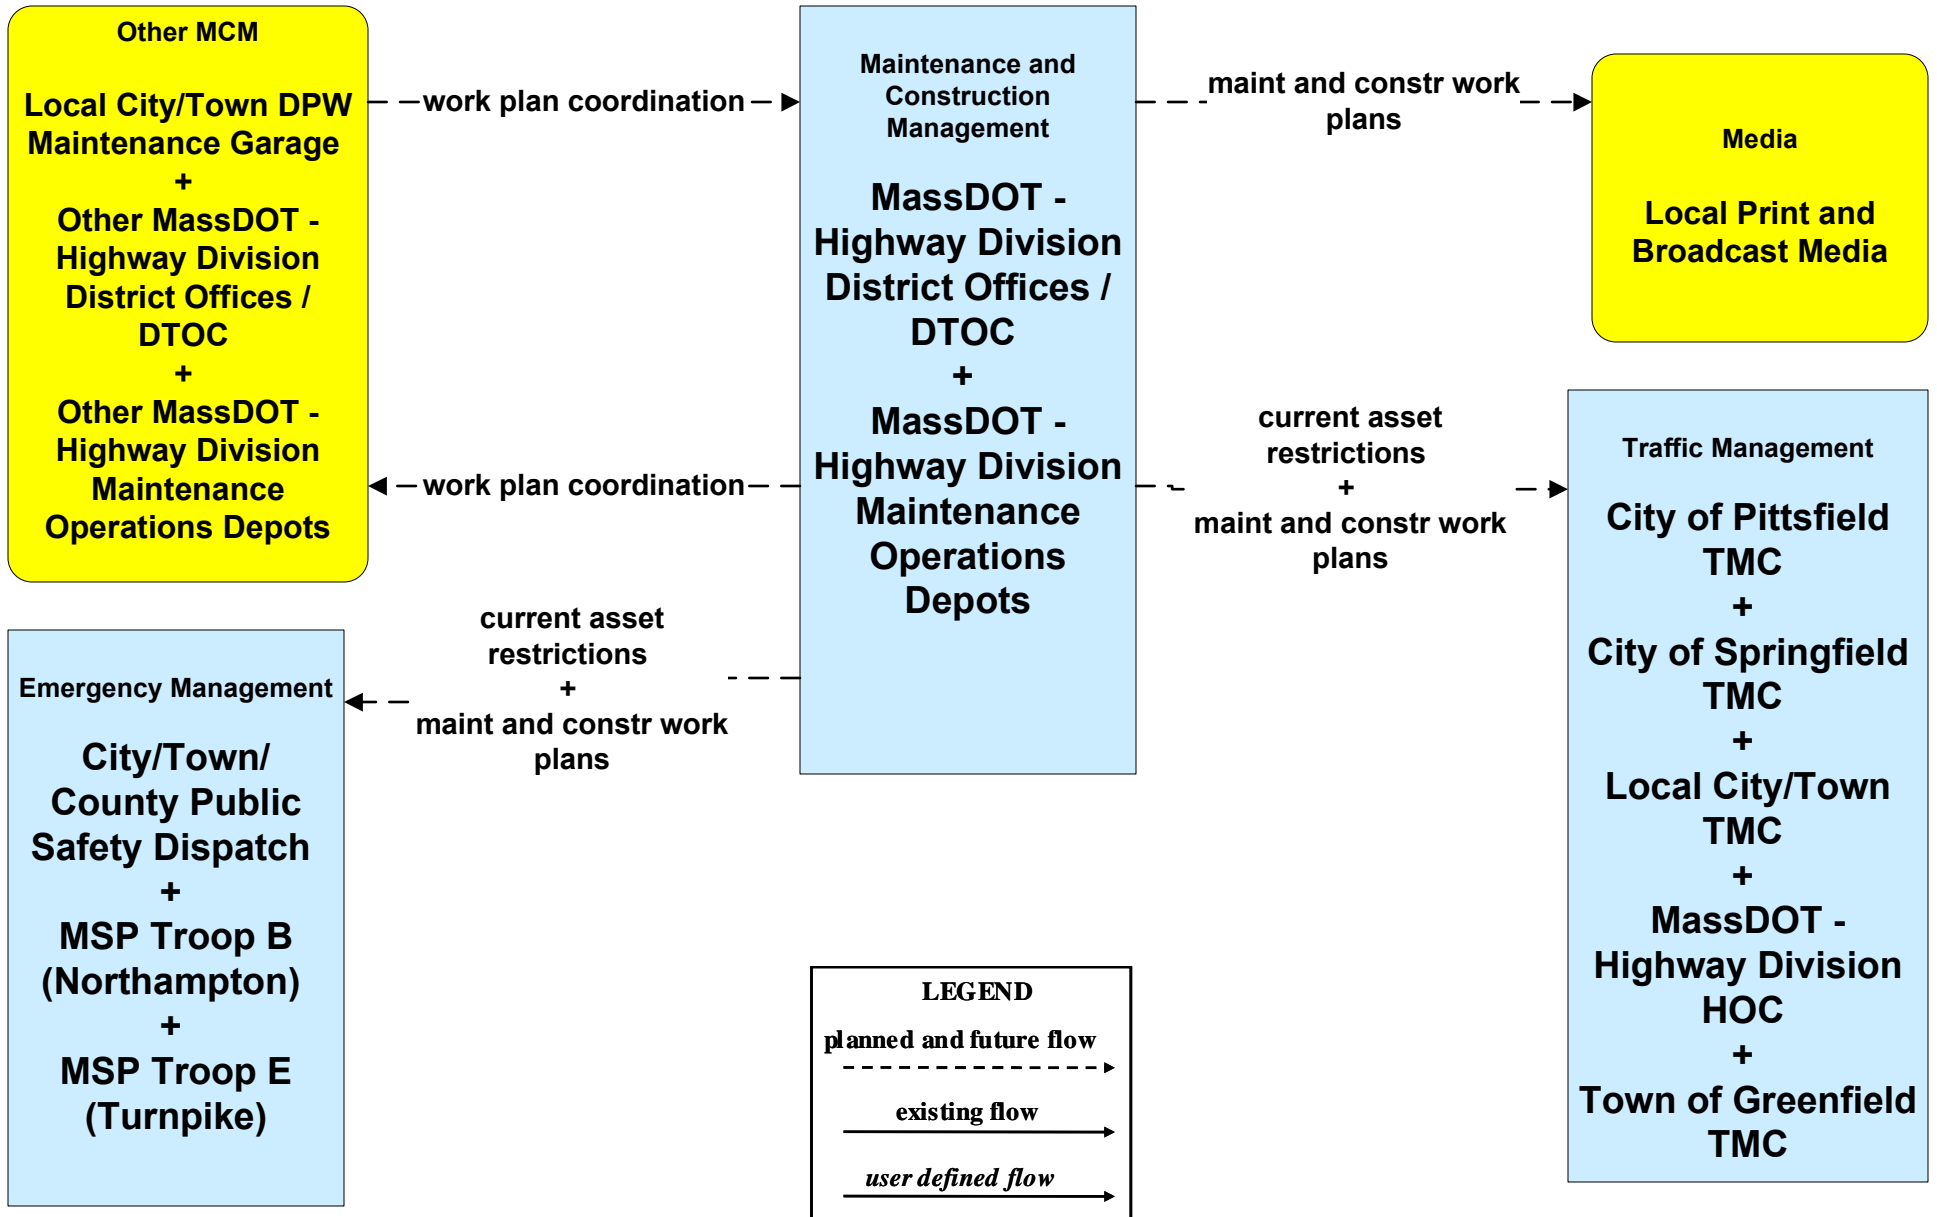 Other MCM
Local City/Town DPW
Maintenance Garage
+
Other MassDOT -
Highway Division
District Offices /
DTOC
+
Other MassDOT -
Highway Division
Maintenance
Operations Depots
work plan coordination
work plan coordination
Maintenance and
Construction
Management
MassDOT -
Highway Division
District Offices /
DTOC
+
MassDOT -
Highway Division
Maintenance
Operations
Depots
maint and constr work
plans
Media
Local Print and
Broadcast Media
current asset
restrictions
+
maint and constr work
plans
Traffic Management
City of Pittsfield
TMC
+
City of Springfield
TMC
+
Local City/Town
TMC
+
MassDOT -
Highway Division
HOC
+
Town of Greenfield
TMC
current asset
restrictions
+
maint and constr work
plans
Emergency Management
City/Town/
County Public
Safety Dispatch
+
MSP Troop B
(Northampton)
+
MSP Troop E
(Turnpike)
LEGEND
planned and future flow
existing flow
user defined flow